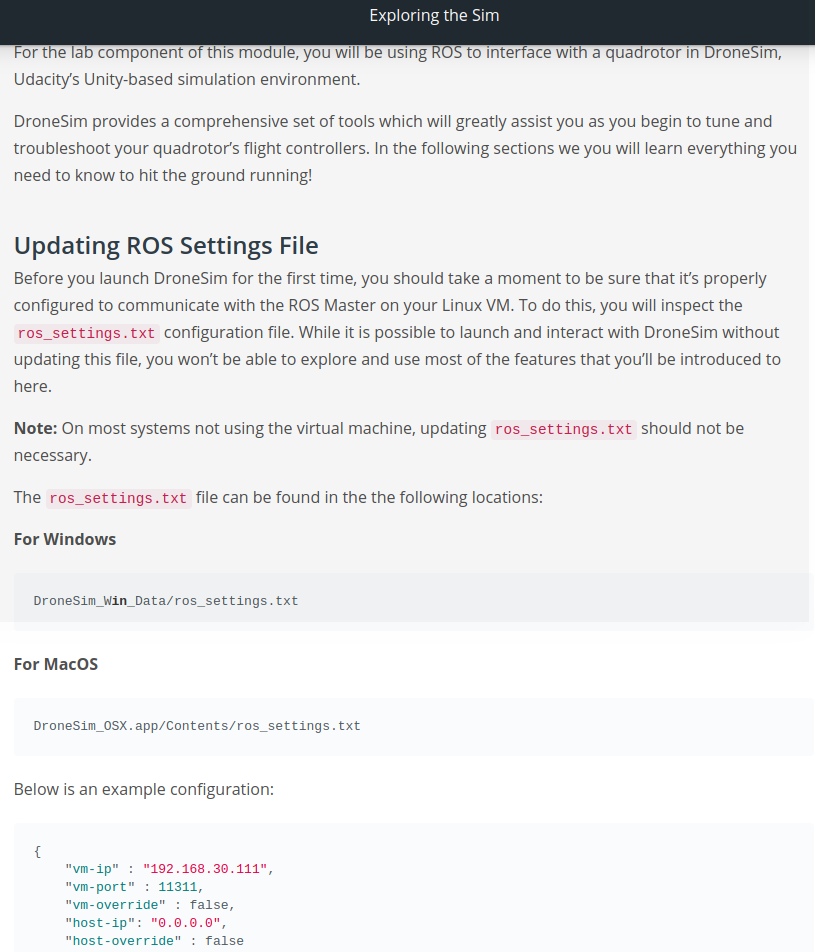 Exploring the Sim
For the lab component of this module, you will be using ROS to interface with a quadrotor in DroneSim,
Udacity’s Unity-based simulation environment.
DroneSim provides a comprehensive set of tools which will greatly assist you as you begin to tune and
troubleshoot your quadrotor’s flight controllers. In the following sections we you will learn everything you
need to know to hit the ground running!
Updating ROS Settings File
Before you launch DroneSim for the first time, you should take a moment to be sure that it’s properly
configured to communicate with the ROS Master on your Linux VM. To do this, you will inspect the
ros_settings.txt configuration file. While it is possible to launch and interact with DroneSim without
updating this file, you won’t be able to explore and use most of the features that you’ll be introduced to
here.
Note: On most systems not using the virtual machine, updating ros_settings.txt should not be
necessary.
The ros_settings.txt file can be found in the the following locations:
For Windows
DroneSim_Win_Data/ros_settings.txt
For MacOS
DroneSim_OSX.app/Contents/ros_settings.txt
Below is an example configuration:
{
"vm-ip" : "192.168.30.111",
"vm-port" : 11311,
"vm-override" : false,
"host-ip": "0.0.0.0",
"host-override" : false